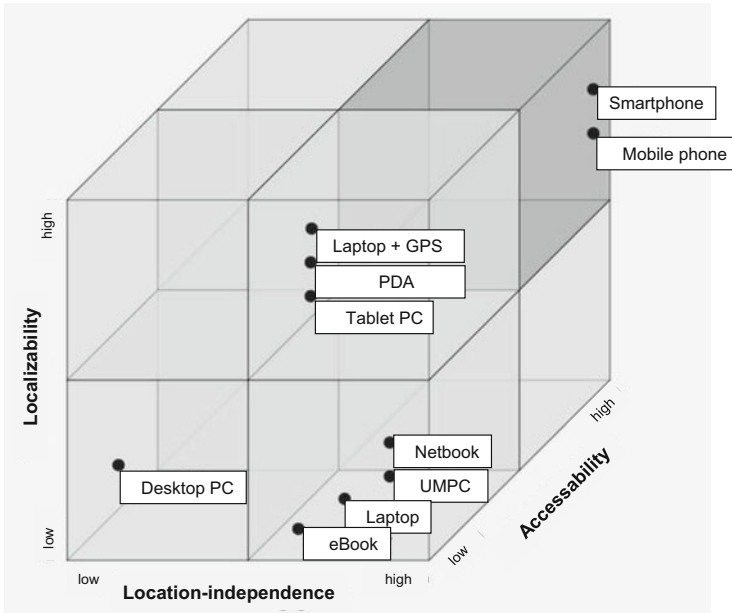 Smartphone
Mobile phone
high
Laptop + GPS
PDA
Tablet PC
Localizability
high
Netbook
Accessability
Desktop PC
UMPC
Laptop
eBook
low
low
low
high
Location-independence